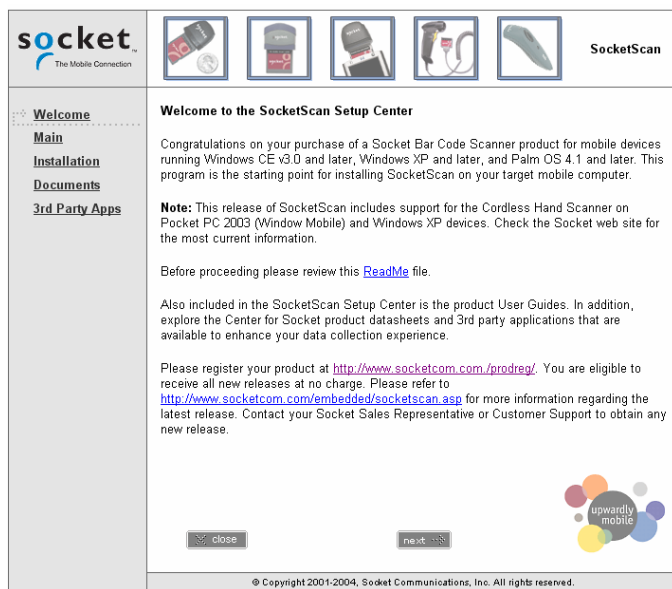 socket
The Mobile Connection
SocketScan
Welcome
Main
Installation
Documents
3rd Party Apps
Welcome to the SocketScan Setup Center
Congratulations on your purchase of a Socket Bar Code Scanner product for mobile devices
running Windows CE v3.0 and later, Windows XP and later, and Palm OS 4.1 and later. This
program is the starting point for installing SocketScan on your target mobile computer.
Note: This release of SocketScan includes support for the Cordless Hand Scanner on
Pocket PC 2003 (Window Mobile) and Windows XP devices. Check the Socket web site for
the most current information.
Before proceeding please review this ReadMe file.
Also included in the SocketScan Setup Center is the product User Guides. In addition,
explore the Center for Socket product datasheets and 3rd party applications that are
available to enhance your data collection experience.
Please register your product at http://www.socketcom.com./prodreg/. You are eligible to
receive all new releases at no charge. Please refer to
http://www.socketcom.com/embedded/socketscan.asp for more information regarding the
latest release. Contact your Socket Sales Representative or Customer Support to obtain any
new release.
upwardly
mobile
close
next
© Copyright 2001-2004, Socket Communications, Inc. All rights reserved.